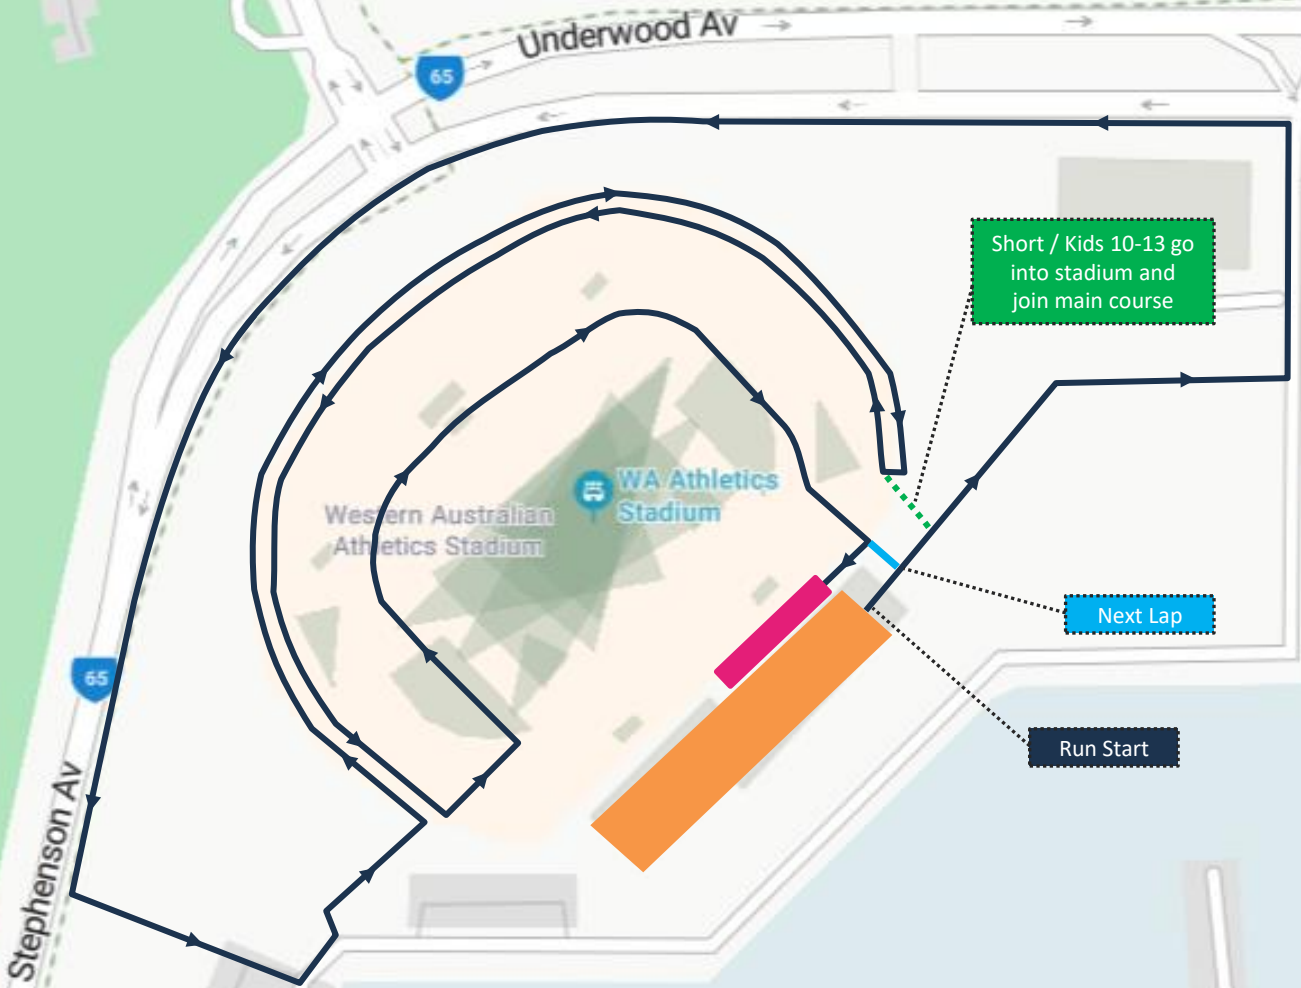 Underwood Av
65
Short / Kids 10-13 go
into stadium and
join main course
WA Athletics
Stadium
Western Australian
Athletics Stadium
Next Lap
65
Run Start
Stephenson Av